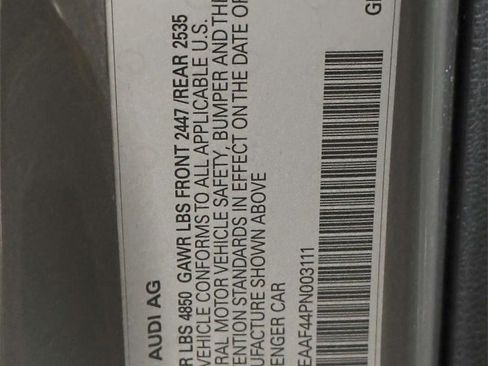 AUDI AG
R LBS 4850 GAWR LBS FRONT 2447/REAR 2535
VEHICLE CONFORMS TO ALL APPLICABLE U.S.
RAL MOTOR VEHICLE SAFETY, BUMPER AND THE
ENTION STANDARDS IN EFFECT ON THE DATE OF
UFACTURE SHOWN ABOVE
ENGER CAR
EAAF44PN003111